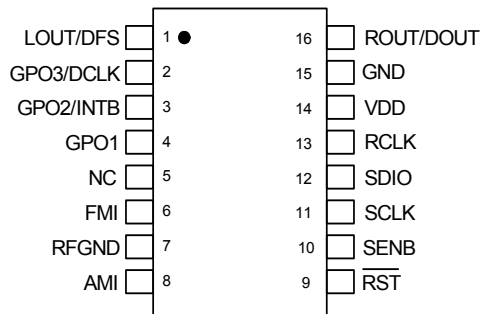 LOUT/DFS 1 16 ROUT/DOUT
GPO3/DCLK 2 15 GND
GPO2/INTB 3 14 VDD
GPO1 4 13 RCLK
NC 5 12 SDIO
FMI 6 11 SCLK
RFGND 7 10 SENB
AMI 8 9 R̅S̅T̅